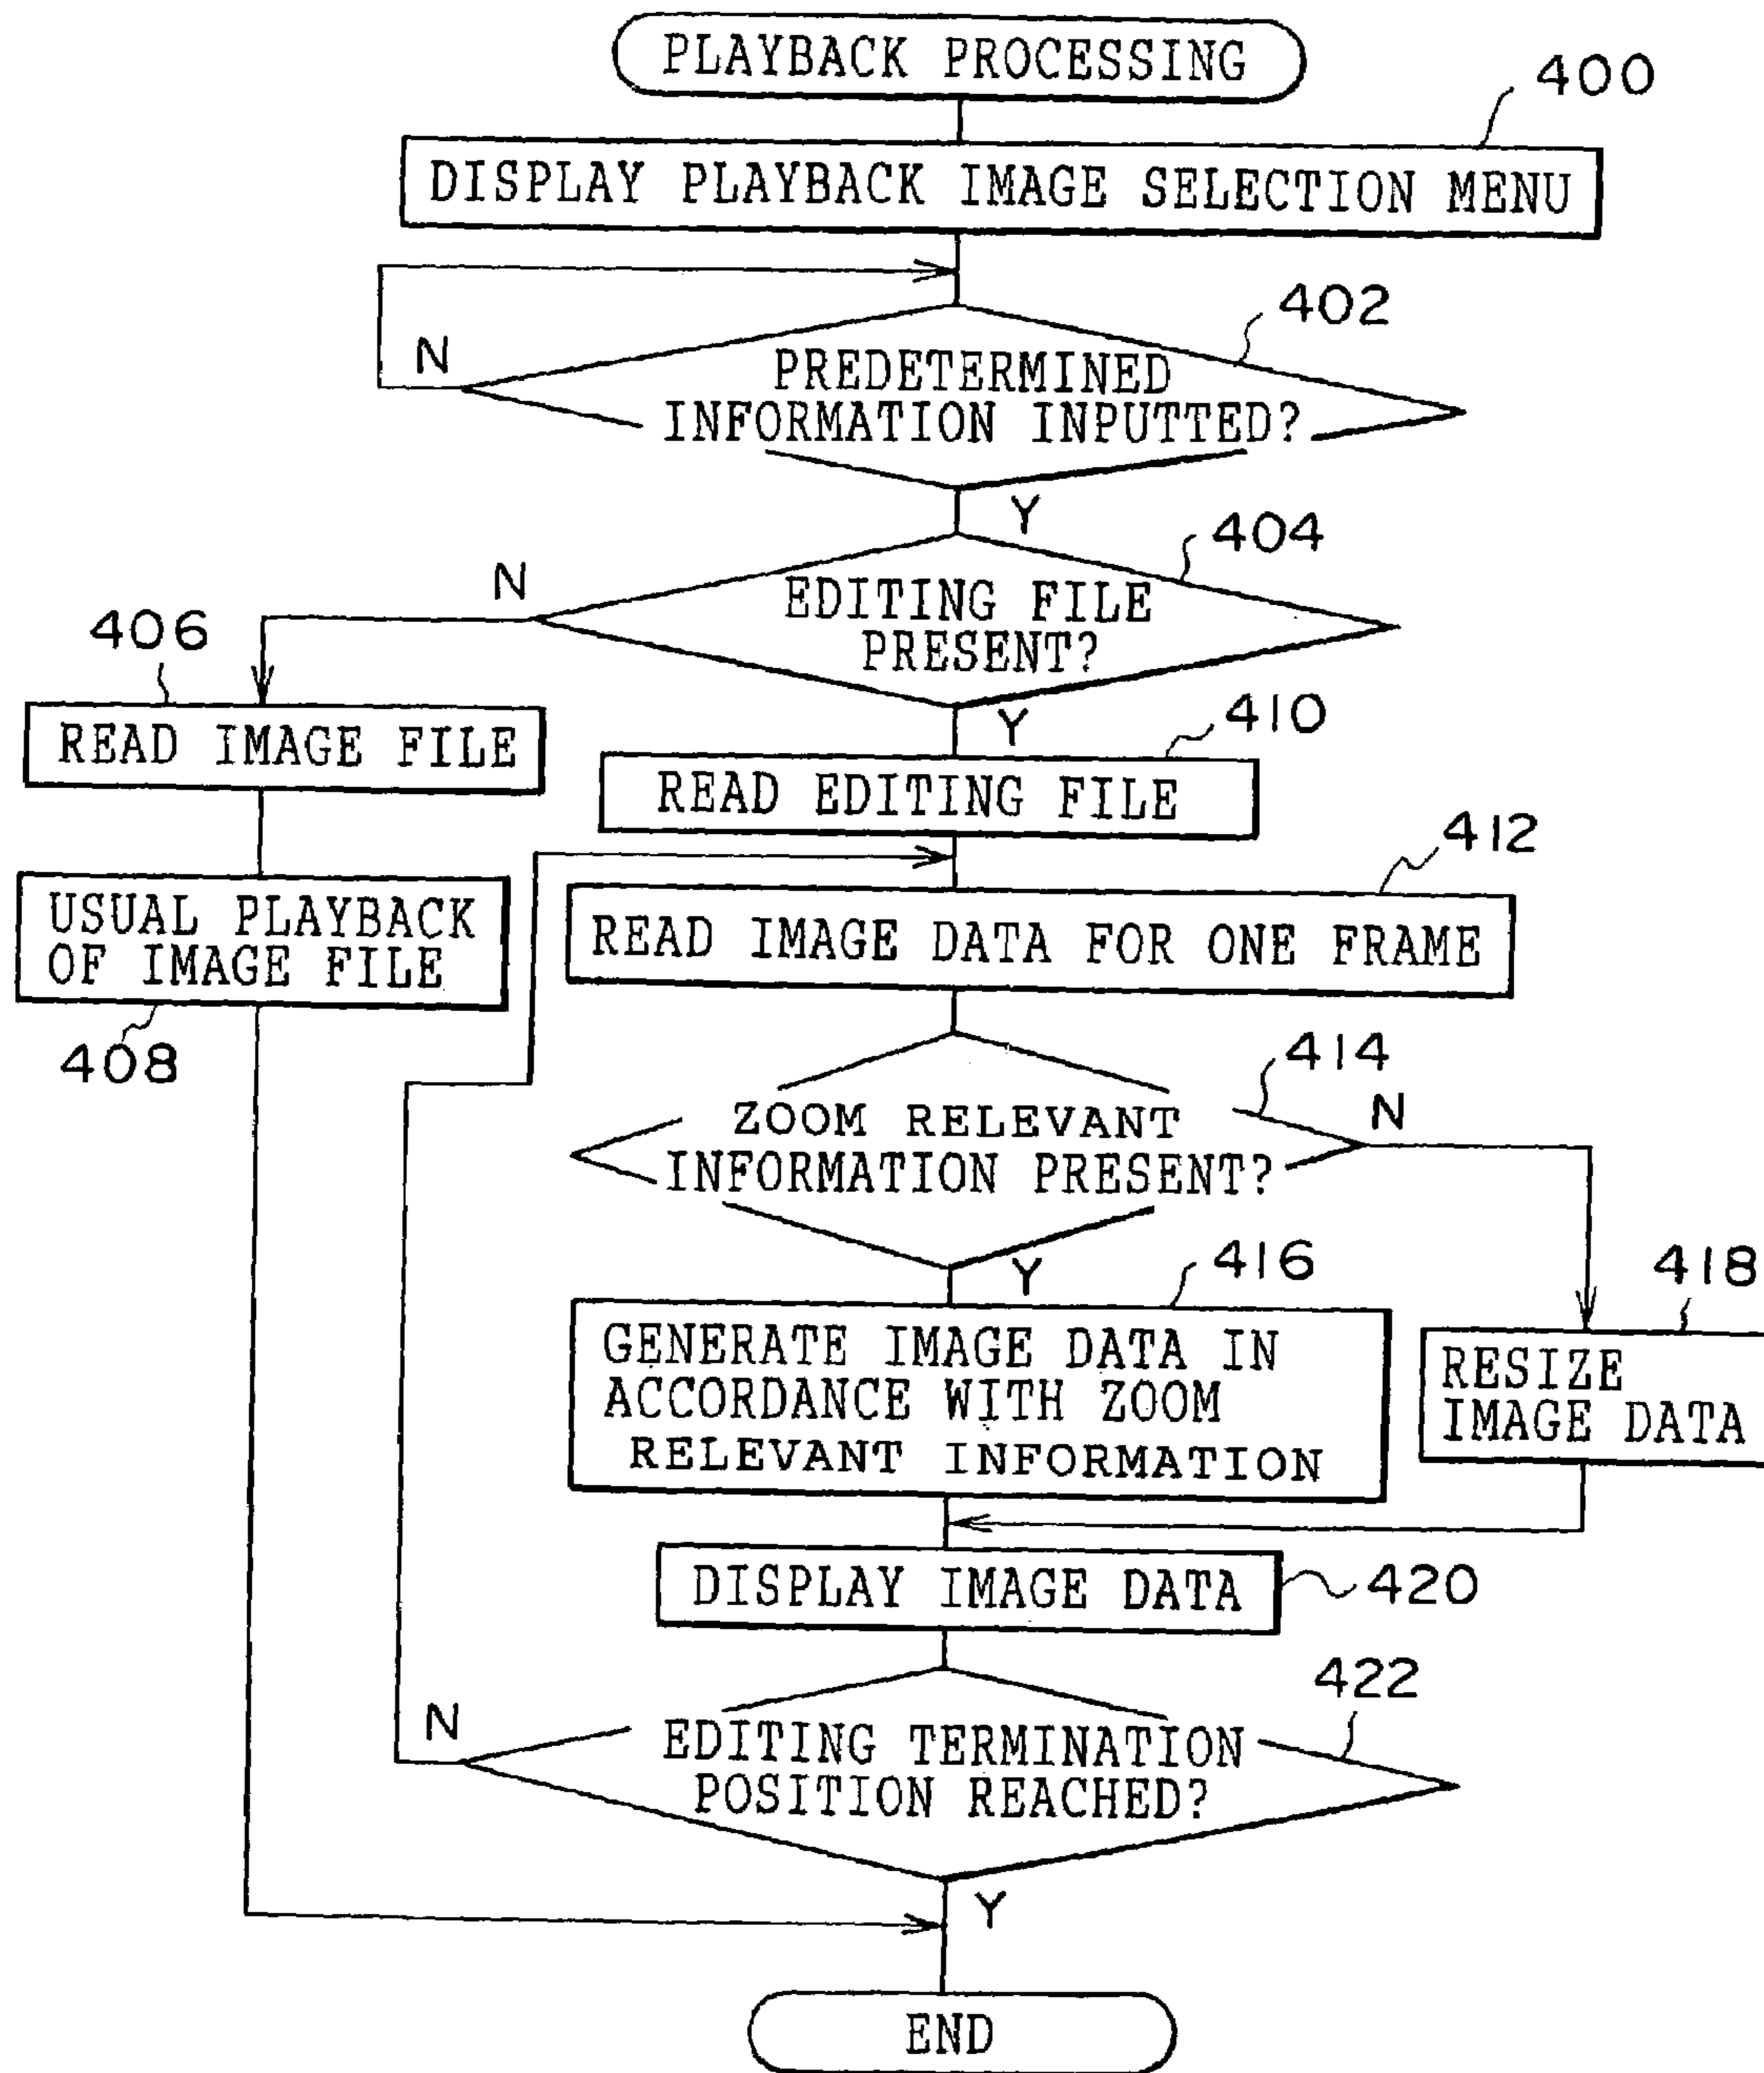 PLAYBACK PROCESSING
400
DISPLAY PLAYBACK IMAGE SELECTION MENU
402
N
PREDETERMINED
INFORMATION INPUTTED?
Y
404
N
EDITING FILE
PRESENT?
406
Y
410
READ IMAGE FILE
READ EDITING FILE
412
USUAL PLAYBACK
OF IMAGE FILE
READ IMAGE DATA FOR ONE FRAME
408
414
N
ZOOM RELEVANT
INFORMATION PRESENT?
Y
416
418
GENERATE IMAGE DATA IN
ACCORDANCE WITH ZOOM
RELEVANT INFORMATION
RESIZE
IMAGE DATA
DISPLAY IMAGE DATA
420
422
N
EDITING TERMINATION
POSITION REACHED?
Y
END